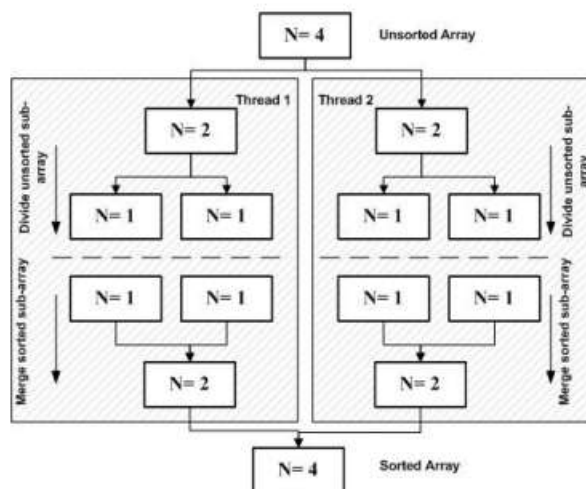 N= 4
Unsorted Array
Thread 1
Thread 2
N= 2
N= 2
Divide unsorted sub-
array
Divide unsorted sub-
array
N= 1
N= 1
N= 1
N= 1
Merge sorted sub-array
Merge sorted sub-array
N= 1
N= 1
N= 1
N= 1
N= 2
N= 2
N= 4
Sorted Array